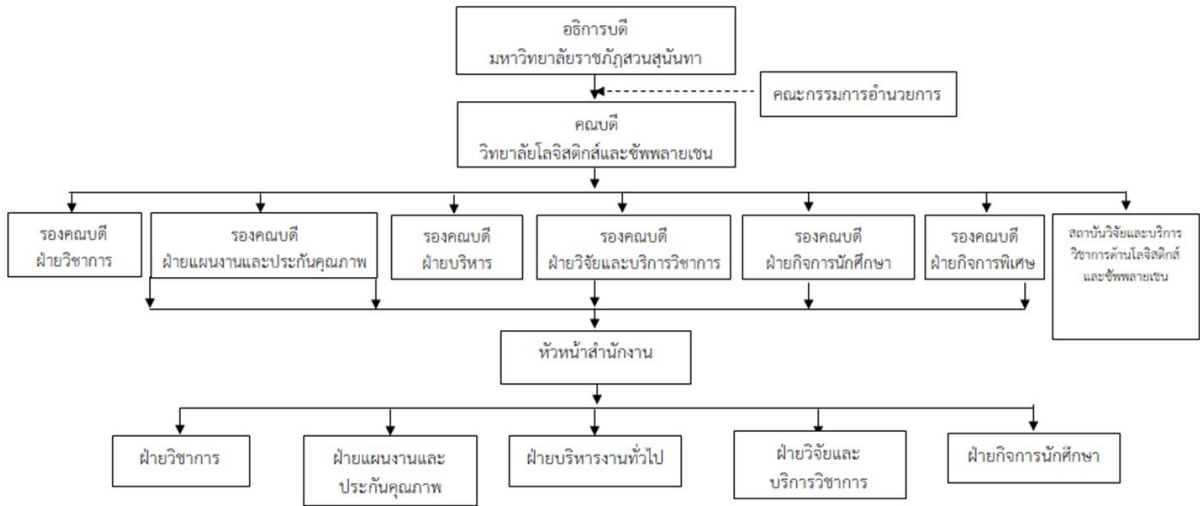 อธิการบดี
มหาวิทยาลัยราชภัฏสวนสุนันทา
คณะกรรมการอำนวยการ
คณบดี
วิทยาลัยโลจิสติกส์และซัพพลายเชน
รองคณบดี
ฝ่ายวิชาการ
รองคณบดี
ฝ่ายแผนงานและประกันคุณภาพ
รองคณบดี
ฝ่ายบริหาร
รองคณบดี
ฝ่ายวิจัยและบริการวิชาการ
รองคณบดี
ฝ่ายกิจการนักศึกษา
รองคณบดี
ฝ่ายกิจการพิเศษ
สถาบันวิจัยและบริการ
วิชาการด้านโลจิสติกส์
และซัพพลายเชน
หัวหน้าสำนักงาน
ฝ่ายวิชาการ
ฝ่ายแผนงานและ
ประกันคุณภาพ
ฝ่ายบริหารงานทั่วไป
ฝ่ายวิจัยและ
บริการวิชาการ
ฝ่ายกิจการนักศึกษา